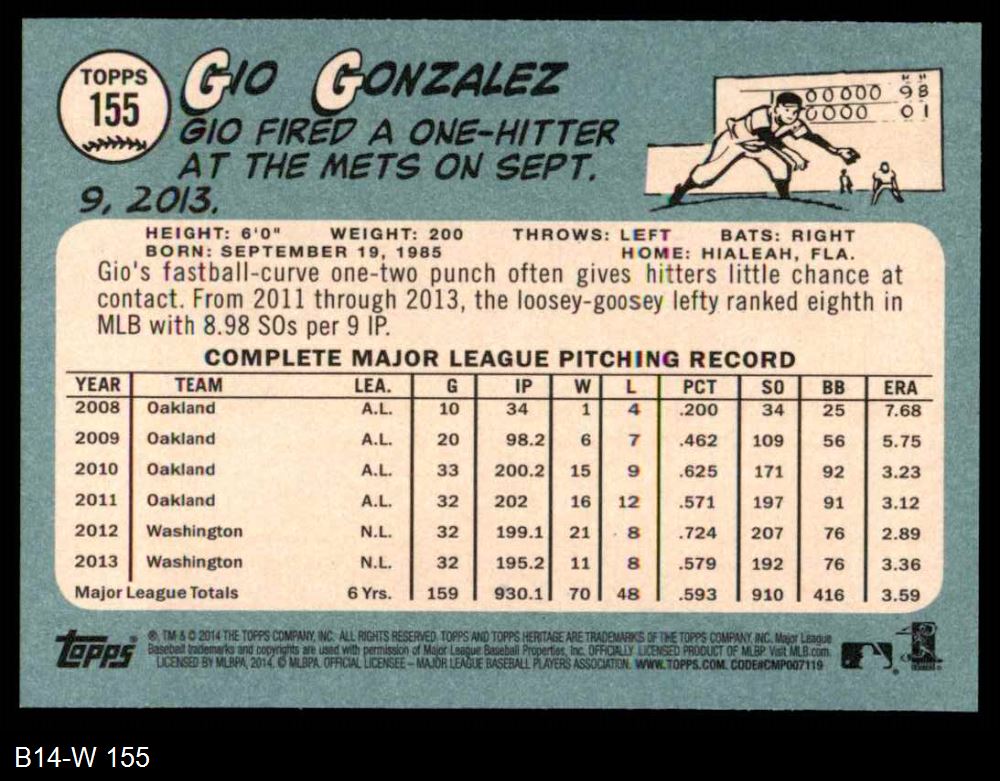 TOPPS
155
GIO GONZALEZ
GIO FIRED A ONE-HITTER
AT THE METS ON SEPT.
9, 2013.
1 00000 98
0000 01
HEIGHT: 6'0" WEIGHT: 200 THROWS: LEFT BATS: RIGHT
BORN: SEPTEMBER 19, 1985 HOME: HIALEAH, FLA.
Gio's fastball-curve one-two punch often gives hitters little chance at
contact. From 2011 through 2013, the loosey-goosey lefty ranked eighth in
MLB with 8.98 SOs per 9 IP.
COMPLETE MAJOR LEAGUE PITCHING RECORD
YEAR TEAM LEA. G IP W L PCT SO BB ERA
2008 Oakland A.L. 10 34 1 4 .200 34 25 7.68
2009 Oakland A.L. 20 98.2 6 7 .462 109 56 5.75
2010 Oakland A.L. 33 200.2 15 9 .625 171 92 3.23
2011 Oakland A.L. 32 202 16 12 .571 197 91 3.12
2012 Washington N.L. 32 199.1 21 8 .724 207 76 2.89
2013 Washington N.L. 32 195.2 11 8 .579 192 76 3.36
Major League Totals 6 Yrs. 159 930.1 70 48 .593 910 416 3.59
topps ®, TM & © 2014 THE TOPPS COMPANY, INC. ALL RIGHTS RESERVED. TOPPS AND TOPPS HERITAGE ARE TRADEMARKS OF THE TOPPS COMPANY, INC. Major League
Baseball trademarks and copyrights are used with permission of Major League Baseball Properties, Inc. OFFICIALLY LICENSED PRODUCT OF MLBP Visit MLB.com
LICENSED BY MLBPA, 2014. © MLBPA. OFFICIAL LICENSEE – MAJOR LEAGUE BASEBALL PLAYERS ASSOCIATION. WWW.TOPPS.COM. CODE#CMP007119
B14-W 155